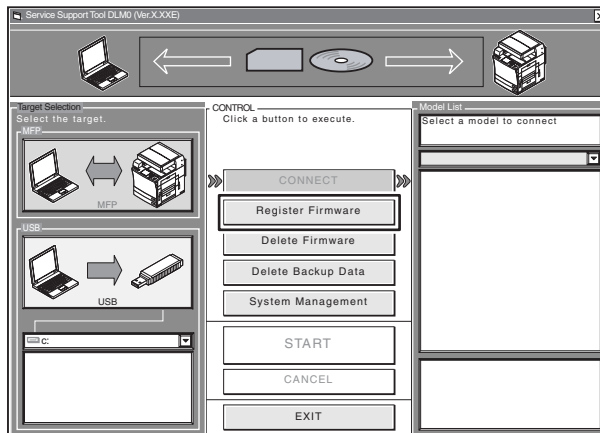 Service Support Tool DLM0 (Ver.X.XXE)
Target Selection
Select the target.
MFP
MFP
USB
USB
C:
CONTROL
Click a button to execute.
CONNECT
Register Firmware
Delete Firmware
Delete Backup Data
System Management
START
CANCEL
EXIT
Model List
Select a model to connect